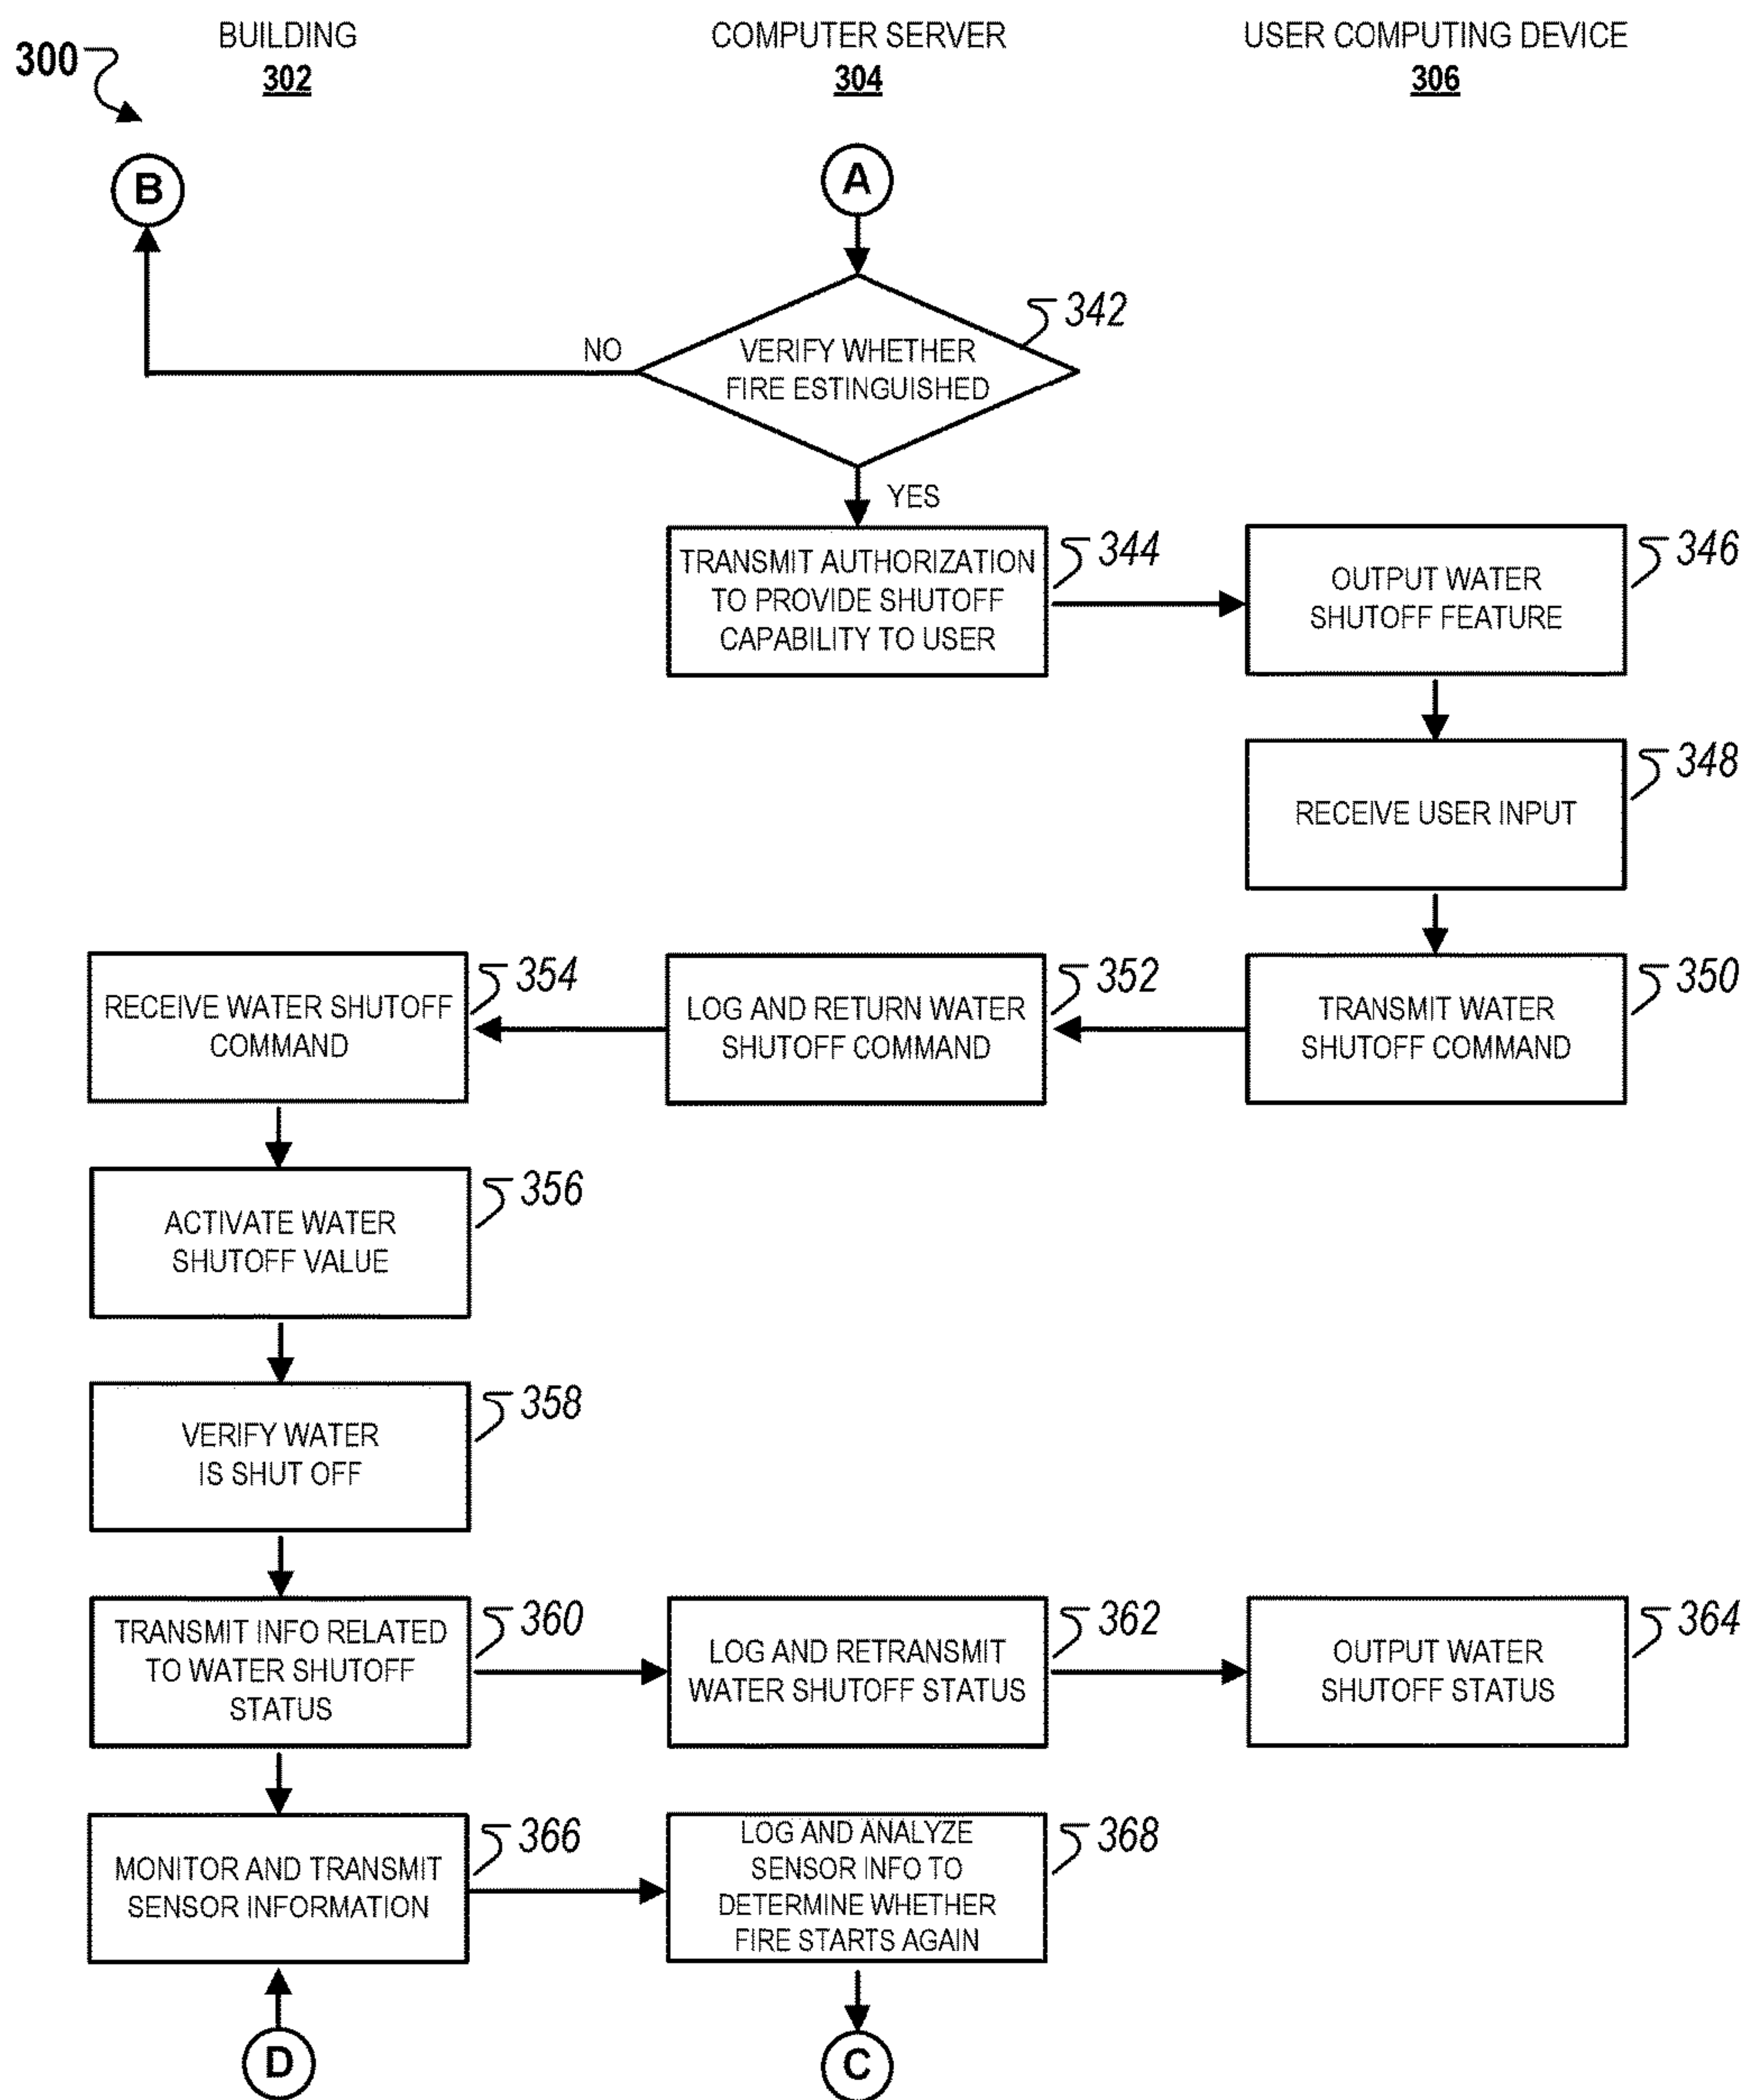 BUILDING
302
COMPUTER SERVER
304
USER COMPUTING DEVICE
306
300
B
A
342
VERIFY WHETHER
FIRE ESTINGUISHED
NO
YES
TRANSMIT AUTHORIZATION
TO PROVIDE SHUTOFF
CAPABILITY TO USER
344
OUTPUT WATER
SHUTOFF FEATURE
346
RECEIVE USER INPUT
348
TRANSMIT WATER
SHUTOFF COMMAND
350
LOG AND RETURN WATER
SHUTOFF COMMAND
352
RECEIVE WATER SHUTOFF
COMMAND
354
ACTIVATE WATER
SHUTOFF VALUE
356
VERIFY WATER
IS SHUT OFF
358
TRANSMIT INFO RELATED
TO WATER SHUTOFF
STATUS
360
LOG AND RETRANSMIT
WATER SHUTOFF STATUS
362
OUTPUT WATER
SHUTOFF STATUS
364
MONITOR AND TRANSMIT
SENSOR INFORMATION
366
LOG AND ANALYZE
SENSOR INFO TO
DETERMINE WHETHER
FIRE STARTS AGAIN
368
D
C